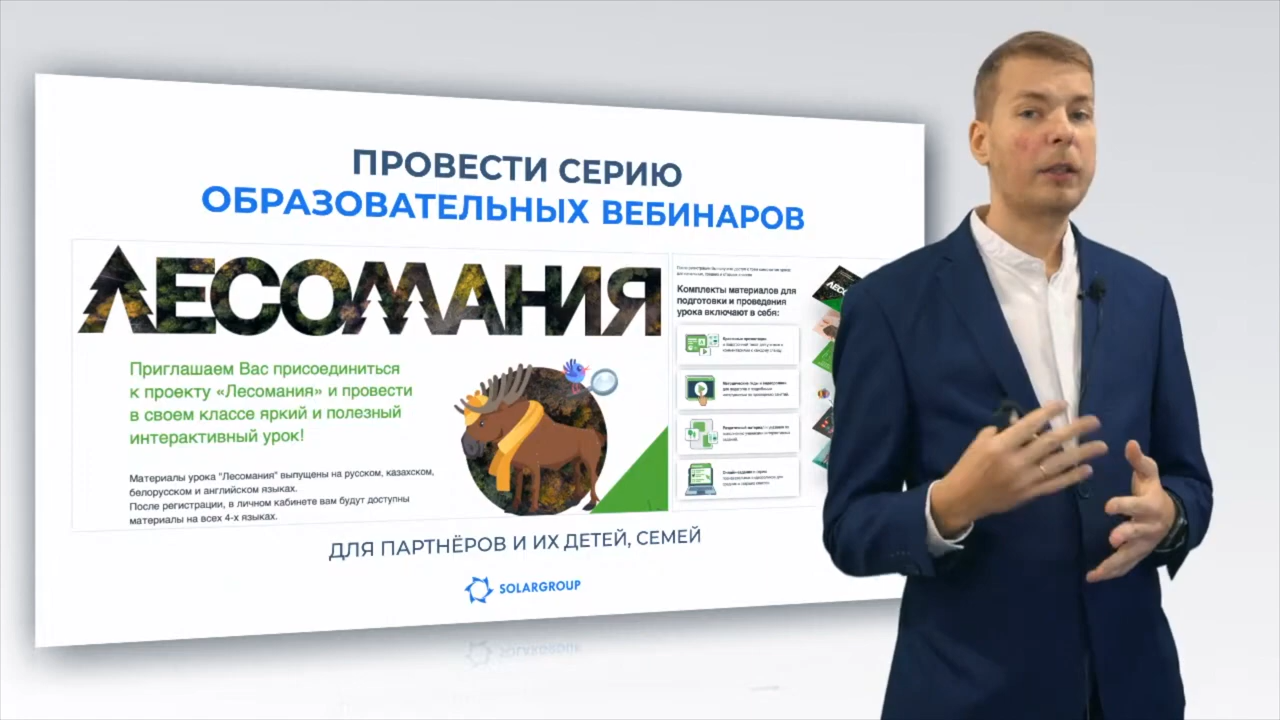 ПРОВЕСТИ СЕРИЮ
ОБРАЗОВАТЕЛЬНЫХ ВЕБИНАРОВ
ЛЕСОМАНИЯ
Приглашаем Вас присоединиться
к проекту «Лесомания» и провести
в своем классе яркий и полезный
интерактивный урок!
Материалы урока "Лесомания" выпущены на русском, казахском,
белорусском и английском языках.
После регистрации, в личном кабинете вам будут доступны
материалы на всех 4-х языках.
Комплекты материалов для
подготовки и проведения
урока включают в себя:
ДЛЯ ПАРТНЁРОВ И ИХ ДЕТЕЙ, СЕМЕЙ
SOLARGROUP